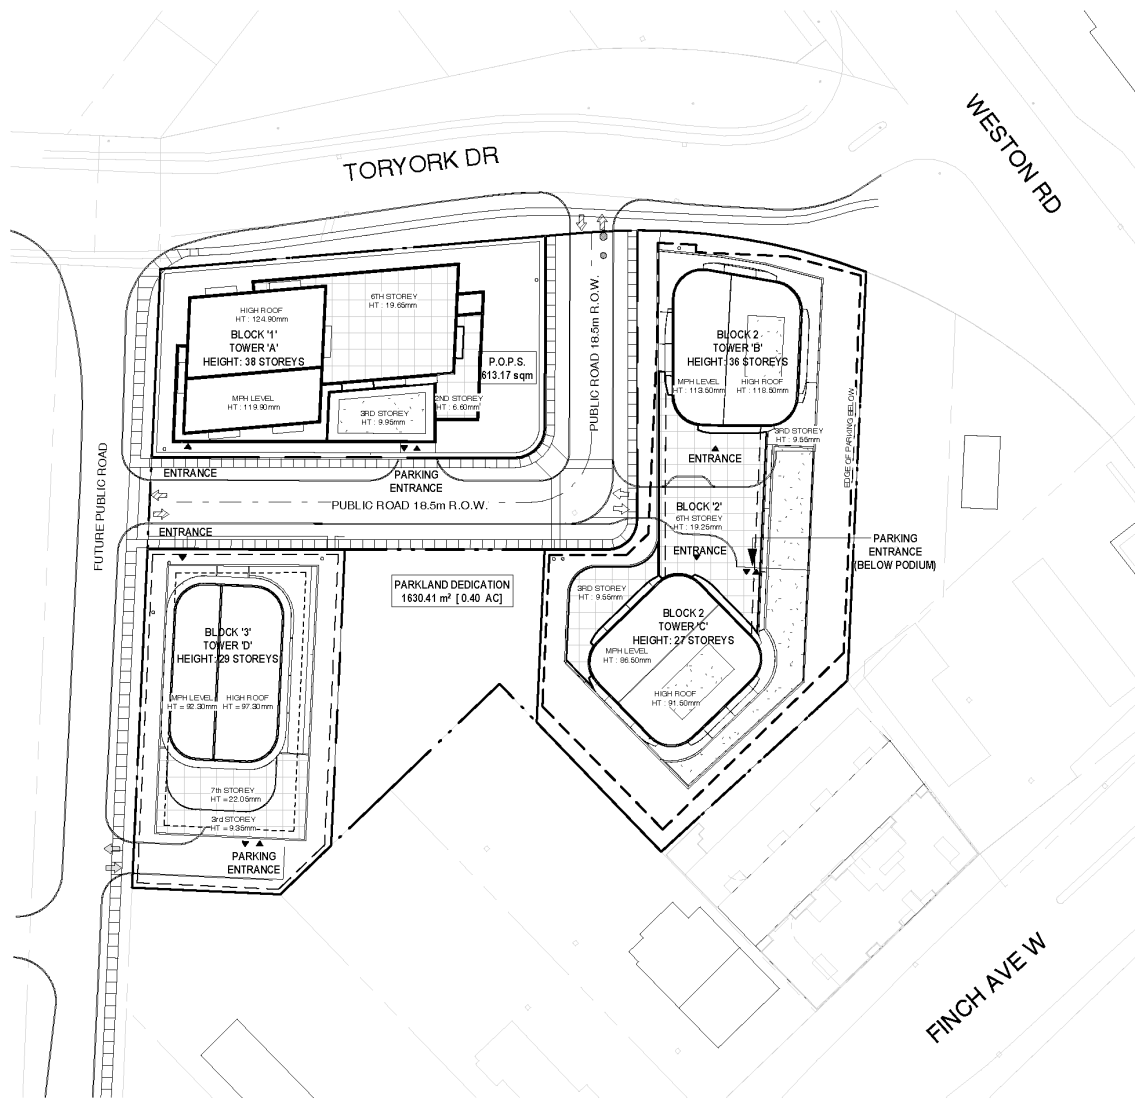 WESTON RD
TORYORK DR
6TH STOREY
HT : 19.65mm
HIGH ROOF
HT : 124.90mm
BLOCK '1'
TOWER 'A'
HEIGHT: 38 STOREYS
MPH LEVEL
HT : 119.90mm
3RD STOREY
HT : 9.95mm
2ND STOREY
HT : 6.60mm
P.O.P.S.
613.17 sqm
PUBLIC ROAD 18.5m R.O.W.
BLOCK 2
TOWER 'B'
HEIGHT: 36 STOREYS
MPH LEVEL
HT : 113.50mm
HIGH ROOF
HT : 118.50mm
3RD STOREY
HT : 9.55mm
EDGE OF PARKING BELOW
ENTRANCE
ENTRANCE
PARKING
ENTRANCE
PUBLIC ROAD 18.5m R.O.W.
ENTRANCE
FUTURE PUBLIC ROAD
BLOCK '2'
6TH STOREY
HT : 19.25mm
ENTRANCE
PARKING
ENTRANCE
(BELOW PODIUM)
PARKLAND DEDICATION
1630.41 m² [ 0.40 AC]
3RD STOREY
HT : 9.55mm
BLOCK 2
TOWER 'C'
HEIGHT: 27 STOREYS
MPH LEVEL
HT : 86.50mm
HIGH ROOF
HT : 91.50mm
BLOCK '3'
TOWER 'D'
HEIGHT: 29 STOREYS
MPH LEVEL
HT = 92.30mm
HIGH ROOF
HT = 97.30mm
7th STOREY
HT = 22.05mm
3rd STOREY
HT = 9.35mm
PARKING
ENTRANCE
FINCH AVE W